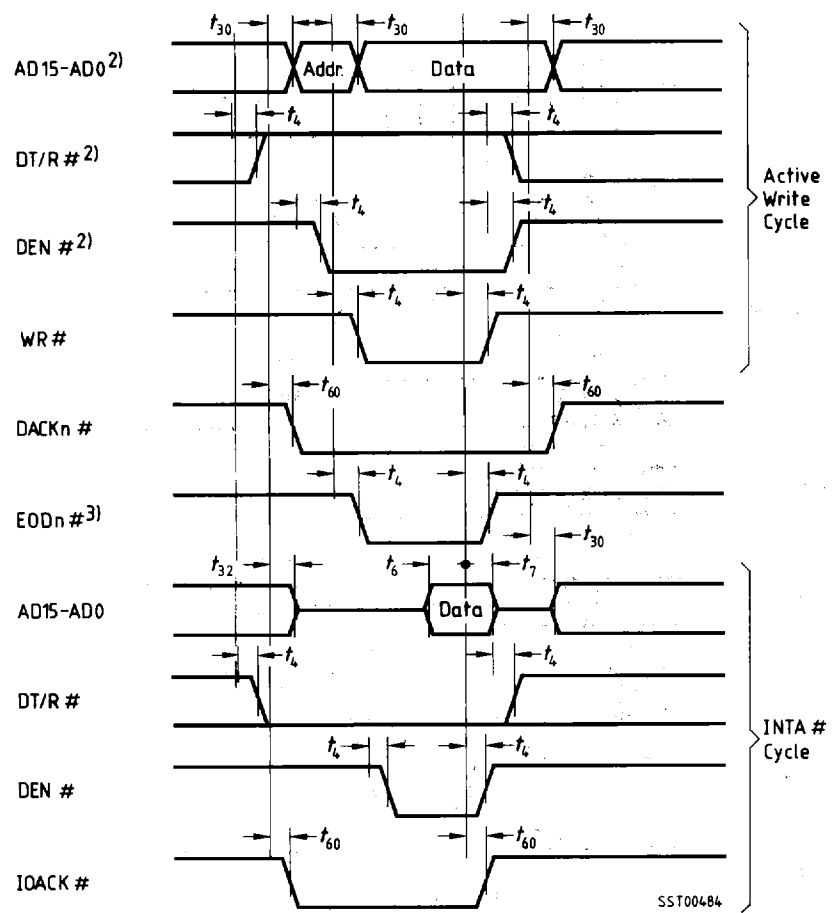 t30 t30 t30
AD15-AD0 2) Addr. Data
t4 t4
DT/R # 2)
t4 t4
DEN # 2)
Active
Write
Cycle
t4 t4
WR #
t60 t60
DACKn #
t4 t4
EODn # 3)
t30
t32 t6 t7
AD15-AD0 Data
t4 t4
DT/R #
t4 t4
DEN #
INTA #
Cycle
t60 t60
IOACK #
SST00484